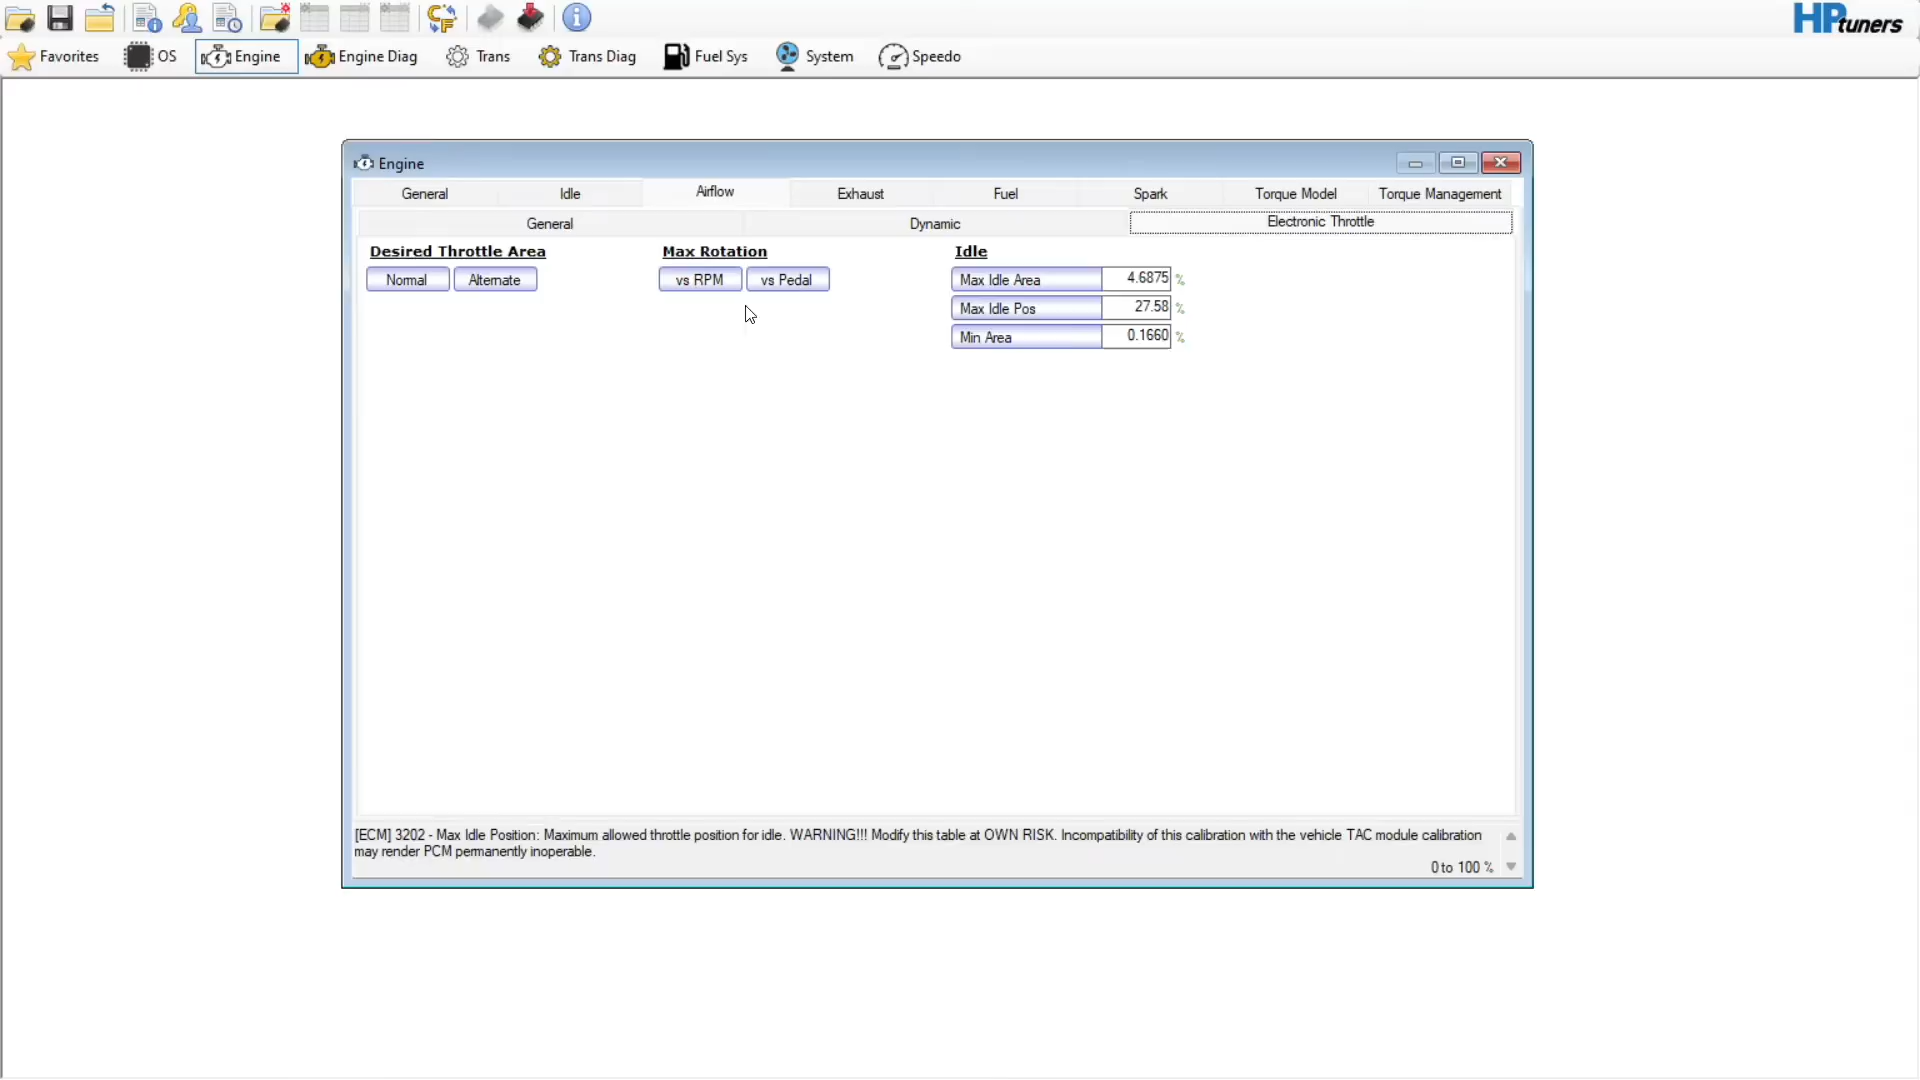 HPtuners
Favorites OS Engine Engine Diag Trans Trans Diag Fuel Sys System Speedo
Engine
General Idle Airflow Exhaust Fuel Spark Torque Model Torque Management
General Dynamic Electronic Throttle
Desired Throttle Area Max Rotation Idle
Normal Alternate vs RPM vs Pedal Max Idle Area 4.6875 %
Max Idle Pos 27.58 %
Min Area 0.1660 %
[ECM] 3202 - Max Idle Position: Maximum allowed throttle position for idle. WARNING!!! Modify this table at OWN RISK. Incompatibility of this calibration with the vehicle TAC module calibration
may render PCM permanently inoperable.
0 to 100 %